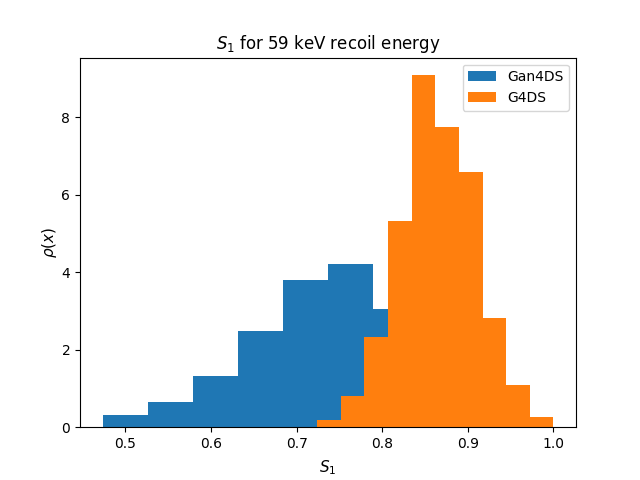 S₁ for 59 keV recoil energy
Gan4DS
G4DS
ρ(x)
8
6
4
2
0
0.5 0.6 0.7 0.8 0.9 1.0
S₁